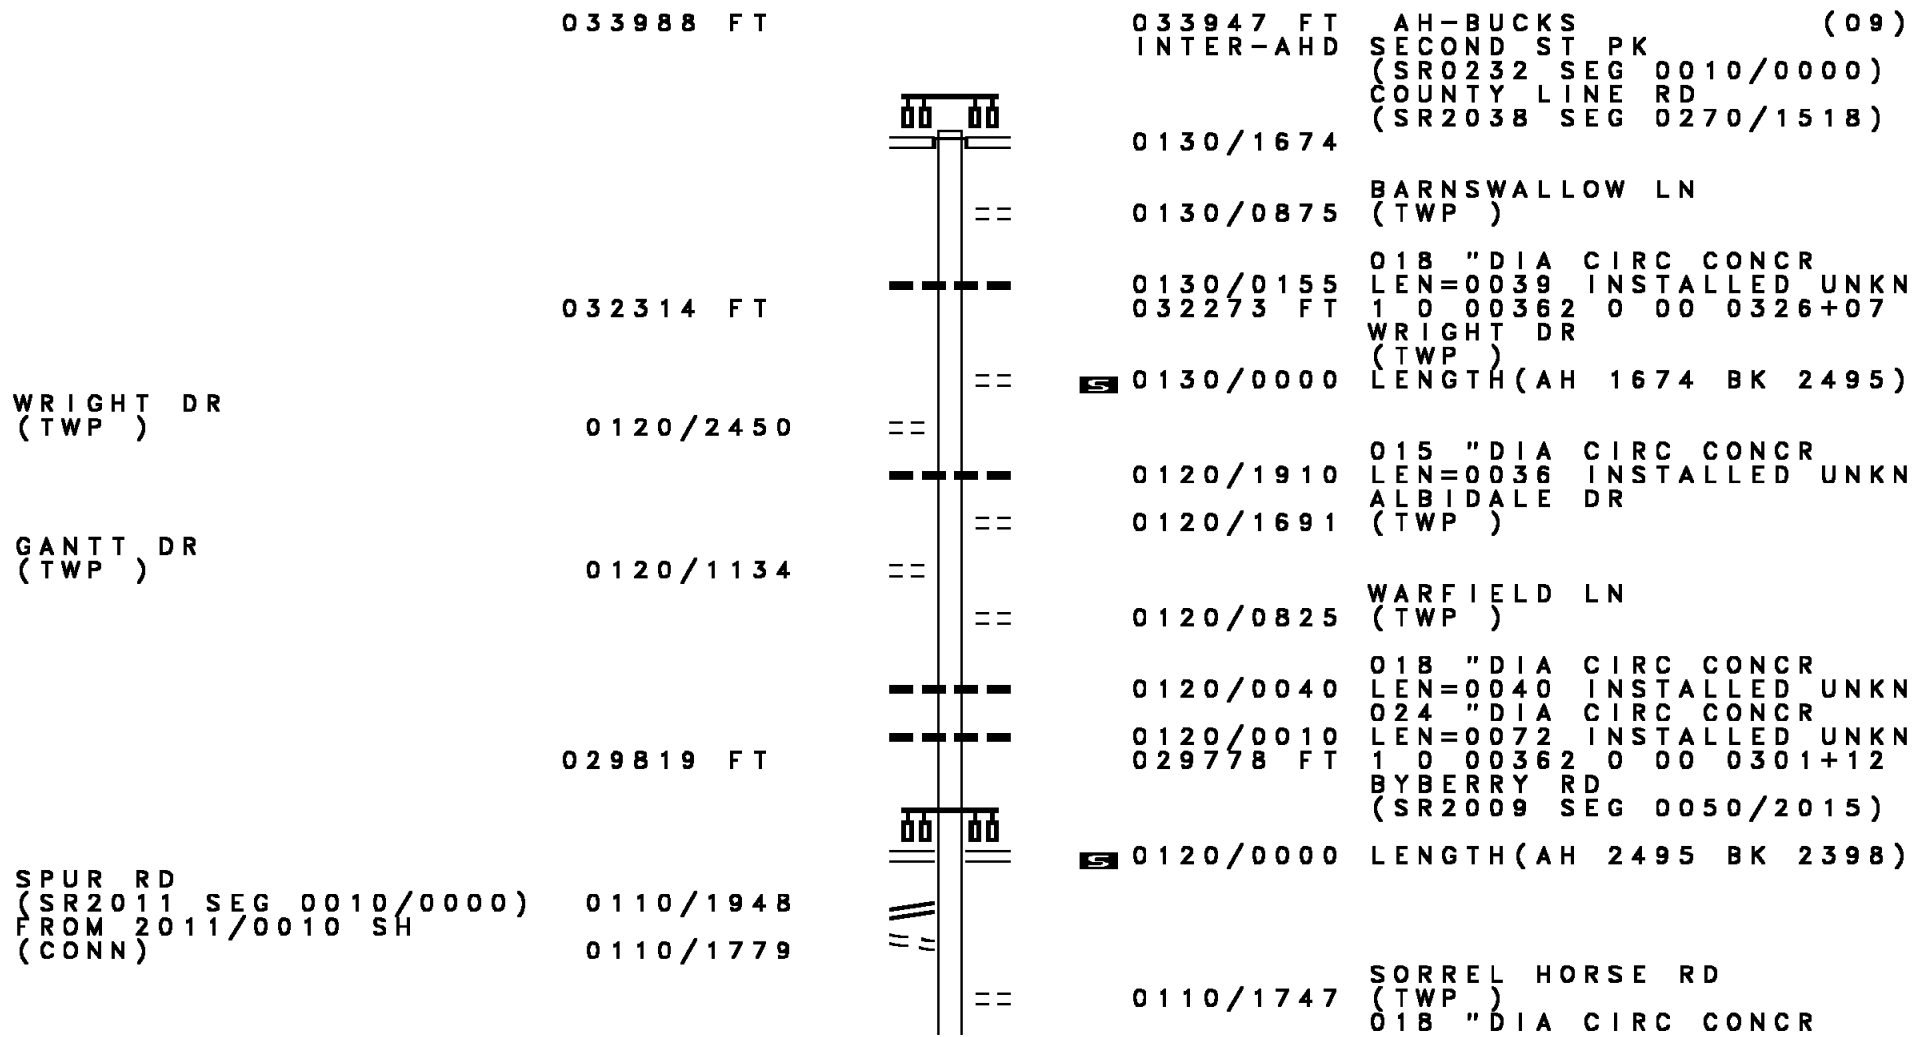 033988 FT 033947 FT AH-BUCKS (09)
INTER-AHD SECOND ST PK
(SR0232 SEG 0010/0000)
COUNTY LINE RD
(SR2038 SEG 0270/1518)
0130/1674
BARNSWALLOW LN
0130/0875 (TWP )
018 "DIA CIRC CONCR
0130/0155 LEN=0039 INSTALLED UNKN
032314 FT 032273 FT 1 0 00362 0 00 0326+07
WRIGHT DR
(TWP )
S 0130/0000 LENGTH(AH 1674 BK 2495)
WRIGHT DR
(TWP ) 0120/2450
015 "DIA CIRC CONCR
0120/1910 LEN=0036 INSTALLED UNKN
ALBIDALE DR
0120/1691 (TWP )
GANTT DR
(TWP ) 0120/1134
WARFIELD LN
0120/0825 (TWP )
018 "DIA CIRC CONCR
0120/0040 LEN=0040 INSTALLED UNKN
024 "DIA CIRC CONCR
0120/0010 LEN=0072 INSTALLED UNKN
029819 FT 029778 FT 1 0 00362 0 00 0301+12
BYBERRY RD
(SR2009 SEG 0050/2015)
S 0120/0000 LENGTH(AH 2495 BK 2398)
SPUR RD
(SR2011 SEG 0010/0000) 0110/1948
FROM 2011/0010 SH
(CONN) 0110/1779
SORREL HORSE RD
0110/1747 (TWP )
018 "DIA CIRC CONCR